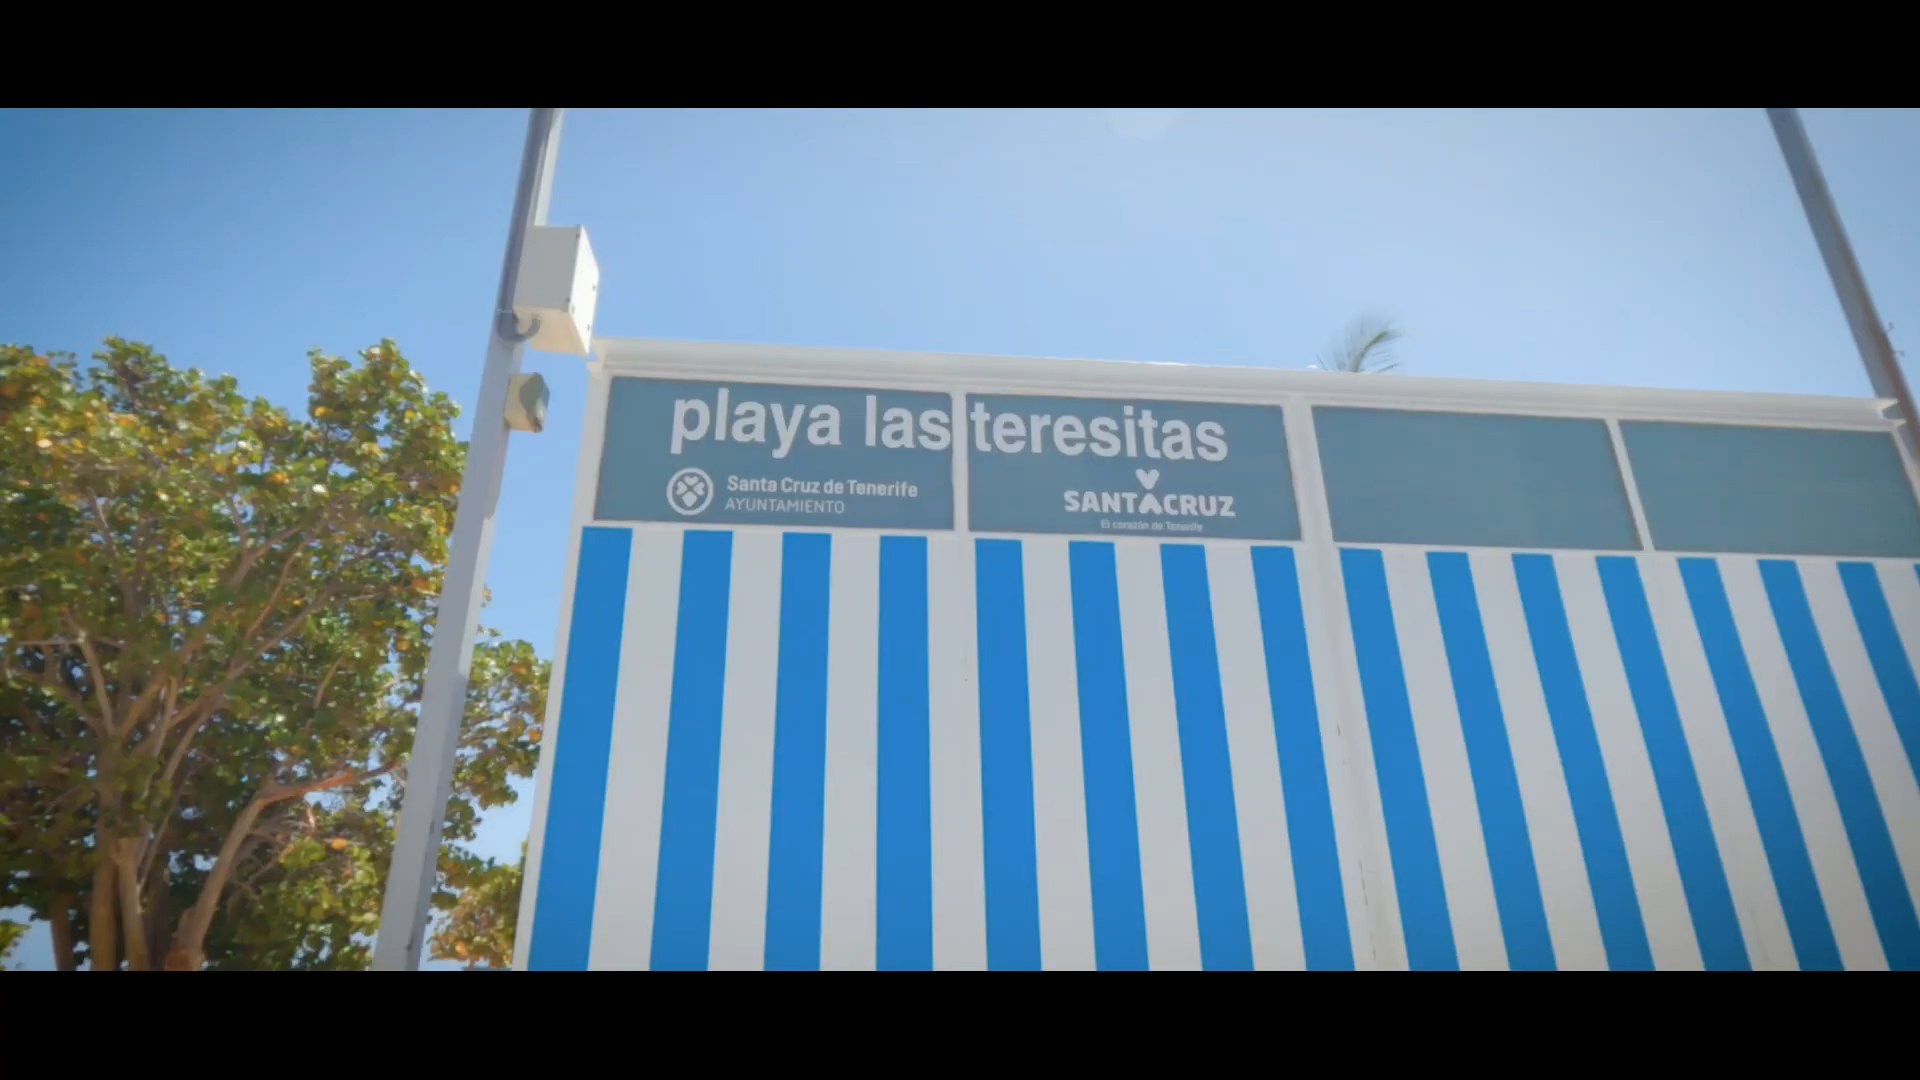 playa las teresitas
Santa Cruz de Tenerife
AYUNTAMIENTO
SANTACRUZ
El corazón de Tenerife